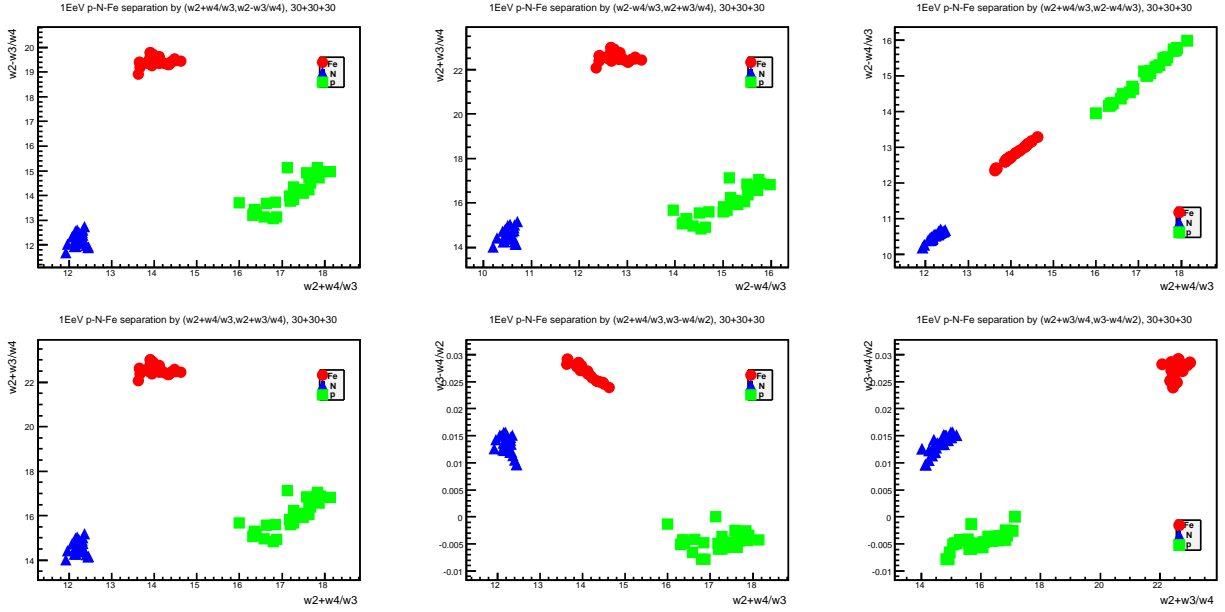 1EeV p-N-Fe separation by (w2+w4/w3,w2-w3/w4), 30+30+30
w2-w3/w4
20
19
18
17
16
15
14
13
12
Fe
N
p
12 13 14 15 16 17 18
w2+w4/w3
1EeV p-N-Fe separation by (w2-w4/w3,w2+w3/w4), 30+30+30
w2+w3/w4
22
20
18
16
14
Fe
N
p
10 11 12 13 14 15 16
w2-w4/w3
1EeV p-N-Fe separation by (w2+w4/w3,w2-w4/w3), 30+30+30
w2-w4/w3
16
15
14
13
12
11
10
Fe
N
p
12 13 14 15 16 17 18
w2+w4/w3
1EeV p-N-Fe separation by (w2+w4/w3,w2+w3/w4), 30+30+30
w2+w3/w4
22
20
18
16
14
Fe
N
p
12 13 14 15 16 17 18
w2+w4/w3
1EeV p-N-Fe separation by (w2+w4/w3,w3-w4/w2), 30+30+30
w3-w4/w2
0.03
0.025
0.02
0.015
0.01
0.005
0
-0.005
-0.01
Fe
N
p
12 13 14 15 16 17 18
w2+w4/w3
1EeV p-N-Fe separation by (w2+w3/w4,w3-w4/w2), 30+30+30
w3-w4/w2
0.03
0.025
0.02
0.015
0.01
0.005
0
-0.005
-0.01
Fe
N
p
14 16 18 20 22
w2+w3/w4